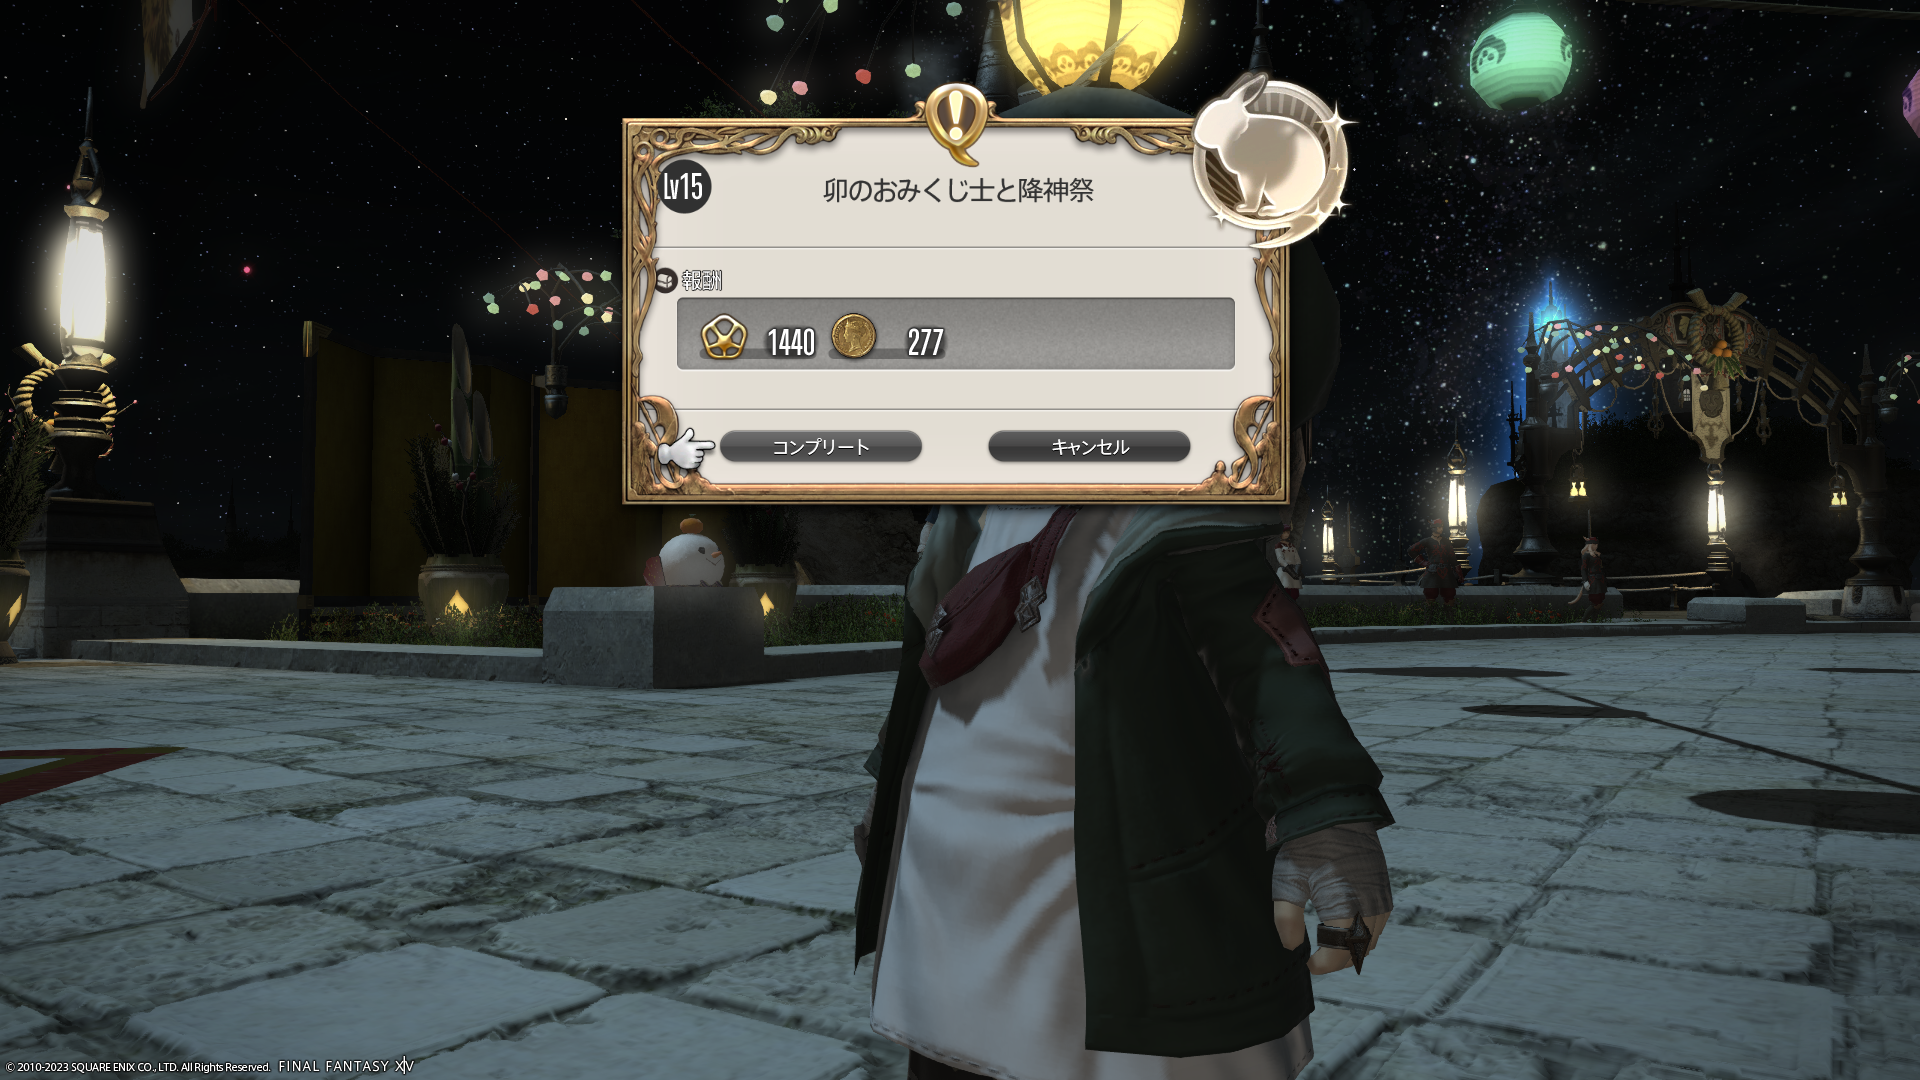 Lv15
卯のおみくじ士と降神祭
報酬
1440 277
コンプリート キャンセル
© 2010-2023 SQUARE ENIX CO., LTD. All Rights Reserved. FINAL FANTASY XIV